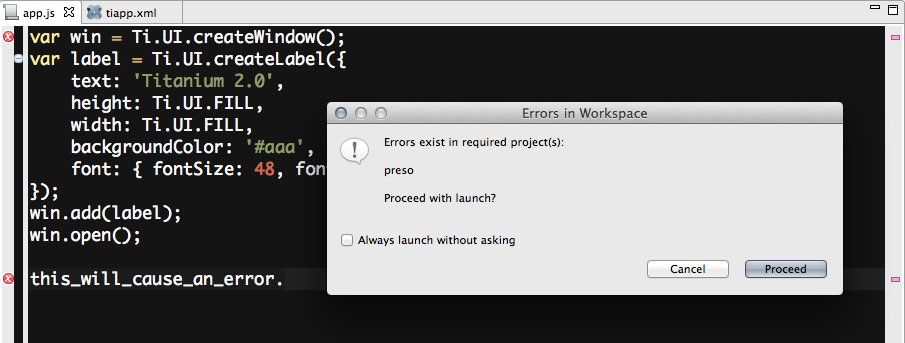 app.js
tiapp.xml
var win = Ti.UI.createWindow();
var label = Ti.UI.createLabel({
text: 'Titanium 2.0',
height: Ti.UI.FILL,
width: Ti.UI.FILL,
backgroundColor: '#aaa',
font: { fontSize: 48, fon
});
win.add(label);
win.open();
this_will_cause_an_error.
Errors in Workspace
Errors exist in required project(s):
preso
Proceed with launch?
Always launch without asking
Cancel
Proceed